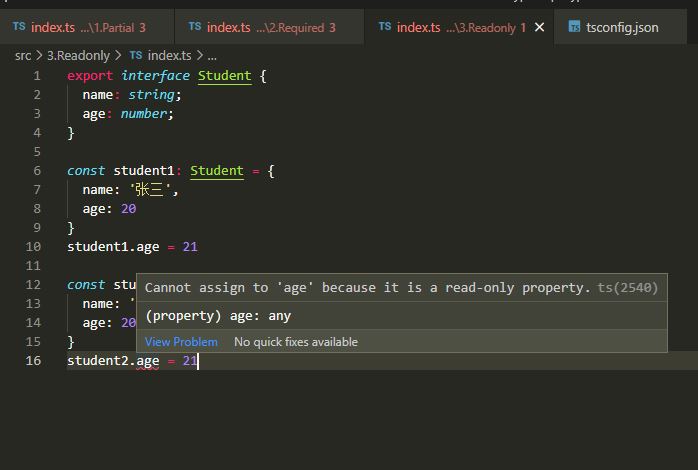 TS index.ts ...\1.Partial 3 TS index.ts ...\2.Required 3 TS index.ts ...\3.Readonly 1 × TS tsconfig.json
src > 3.Readonly > TS index.ts > ...
1 export interface Student {
2 name: string;
3 age: number;
4 }
5
6 const student1: Student = {
7 name: '张三',
8 age: 20
9 }
10 student1.age = 21
11
12 const stu
Cannot assign to 'age' because it is a read-only property. ts(2540)
13 name: '
(property) age: any
14 age: 20
15 }
View Problem No quick fixes available
16 student2.age = 21